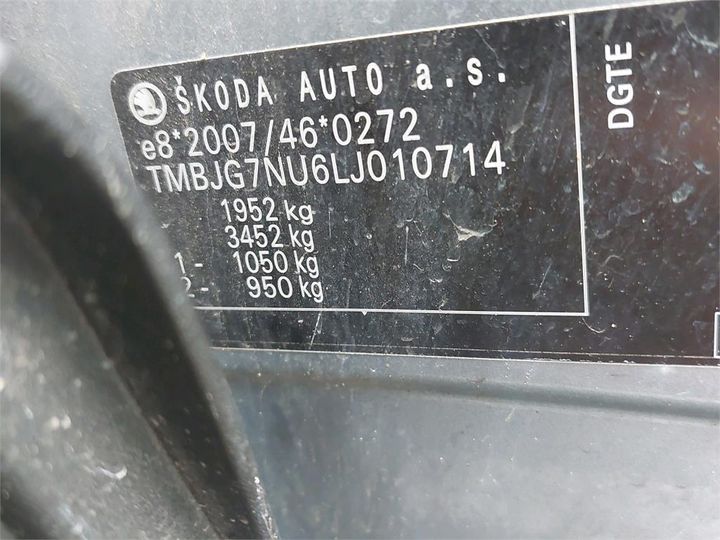 ŠKODA AUTO a.s.
e8*2007/46*0272
TMBJG7NU6LJ010714
1952 kg
3452 kg
1 - 1050 kg
2 - 950 kg
DGTE